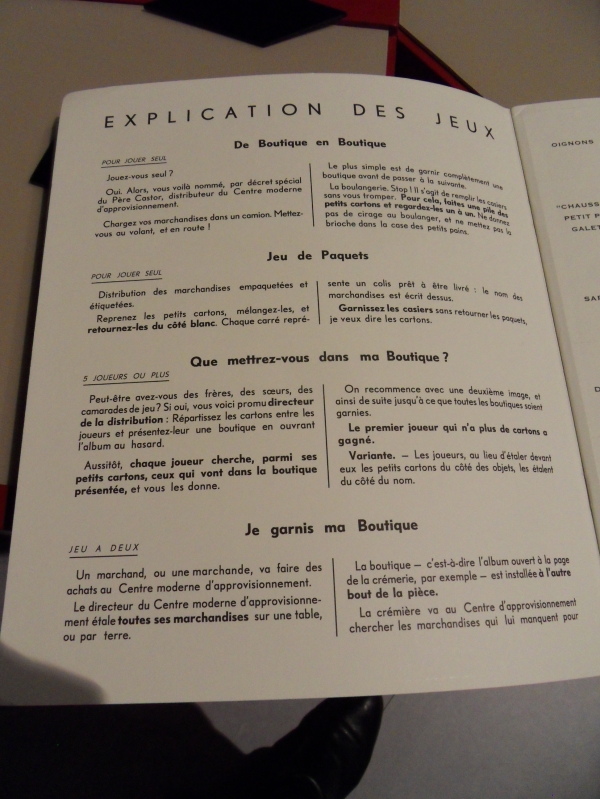 EXPLICATION DES JEUX
De Boutique en Boutique
POUR JOUER SEUL
Jouez-vous seul ?
Oui. Alors, vous voilà nommé, par décret spécial
du Père Castor, distributeur du Centre moderne
d'approvisionnement.
Chargez vos marchandises dans un camion. Mettez-
vous au volant, et en route !
Le plus simple est de garnir complètement une
boutique avant de passer à la suivante.
La boulangerie. Stop ! Il s'agit de remplir les casiers
sans vous tromper. Pour cela, faites une pile des
petits cartons et regardez-les un à un. Ne donnez
pas de cirage au boulanger, et ne mettez pas la
brioche dans la case des petits pains.
Jeu de Paquets
POUR JOUER SEUL
Distribution des marchandises empaquetées et
étiquetées.
Reprenez les petits cartons, mélangez-les, et
retournez-les du côté blanc. Chaque carré repré-
sente un colis prêt à être livré : le nom des
marchandises est écrit dessus.
Garnissez les casiers sans retourner les paquets,
je veux dire les cartons.
Que mettrez-vous dans ma Boutique ?
5 JOUEURS OU PLUS
Peut-être avez-vous des frères, des sœurs, des
camarades de jeu ? Si oui, vous voici promu directeur
de la distribution : Répartissez les cartons entre les
joueurs et présentez-leur une boutique en ouvrant
l'album au hasard.
Aussitôt, chaque joueur cherche, parmi ses
petits cartons, ceux qui vont dans la boutique
présentée, et vous les donne.
On recommence avec une deuxième image, et
ainsi de suite jusqu'à ce que toutes les boutiques soient
garnies.
Le premier joueur qui n'a plus de cartons a
gagné.
Variante. — Les joueurs, au lieu d'étaler devant
eux les petits cartons du côté des objets, les étalent
du côté du nom.
Je garnis ma Boutique
JEU A DEUX
Un marchand, ou une marchande, va faire des
achats au Centre moderne d'approvisionnement.
Le directeur du Centre moderne d'approvisionne-
ment étale toutes ses marchandises sur une table,
ou par terre.
La boutique — c'est-à-dire l'album ouvert à la page
de la crémerie, par exemple — est installée à l'autre
bout de la pièce.
La crémière va au Centre d'approvisionnement
chercher les marchandises qui lui manquent pour
OIGNONS
"CHAUSS
PETIT P
GALET
SA
D